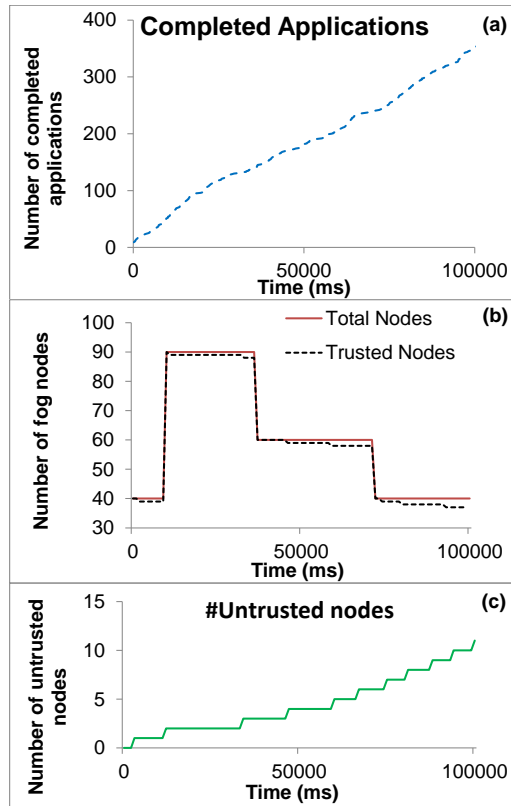 Completed Applications
(a)
400
300
200
100
0
Number of completed
applications
0
50000
100000
Time (ms)
(b)
Total Nodes
Trusted Nodes
100
90
80
70
60
50
40
30
Number of fog nodes
0
50000
100000
Time (ms)
(c)
#Untrusted nodes
15
10
5
0
Number of untrusted
nodes
0
50000
100000
Time (ms)